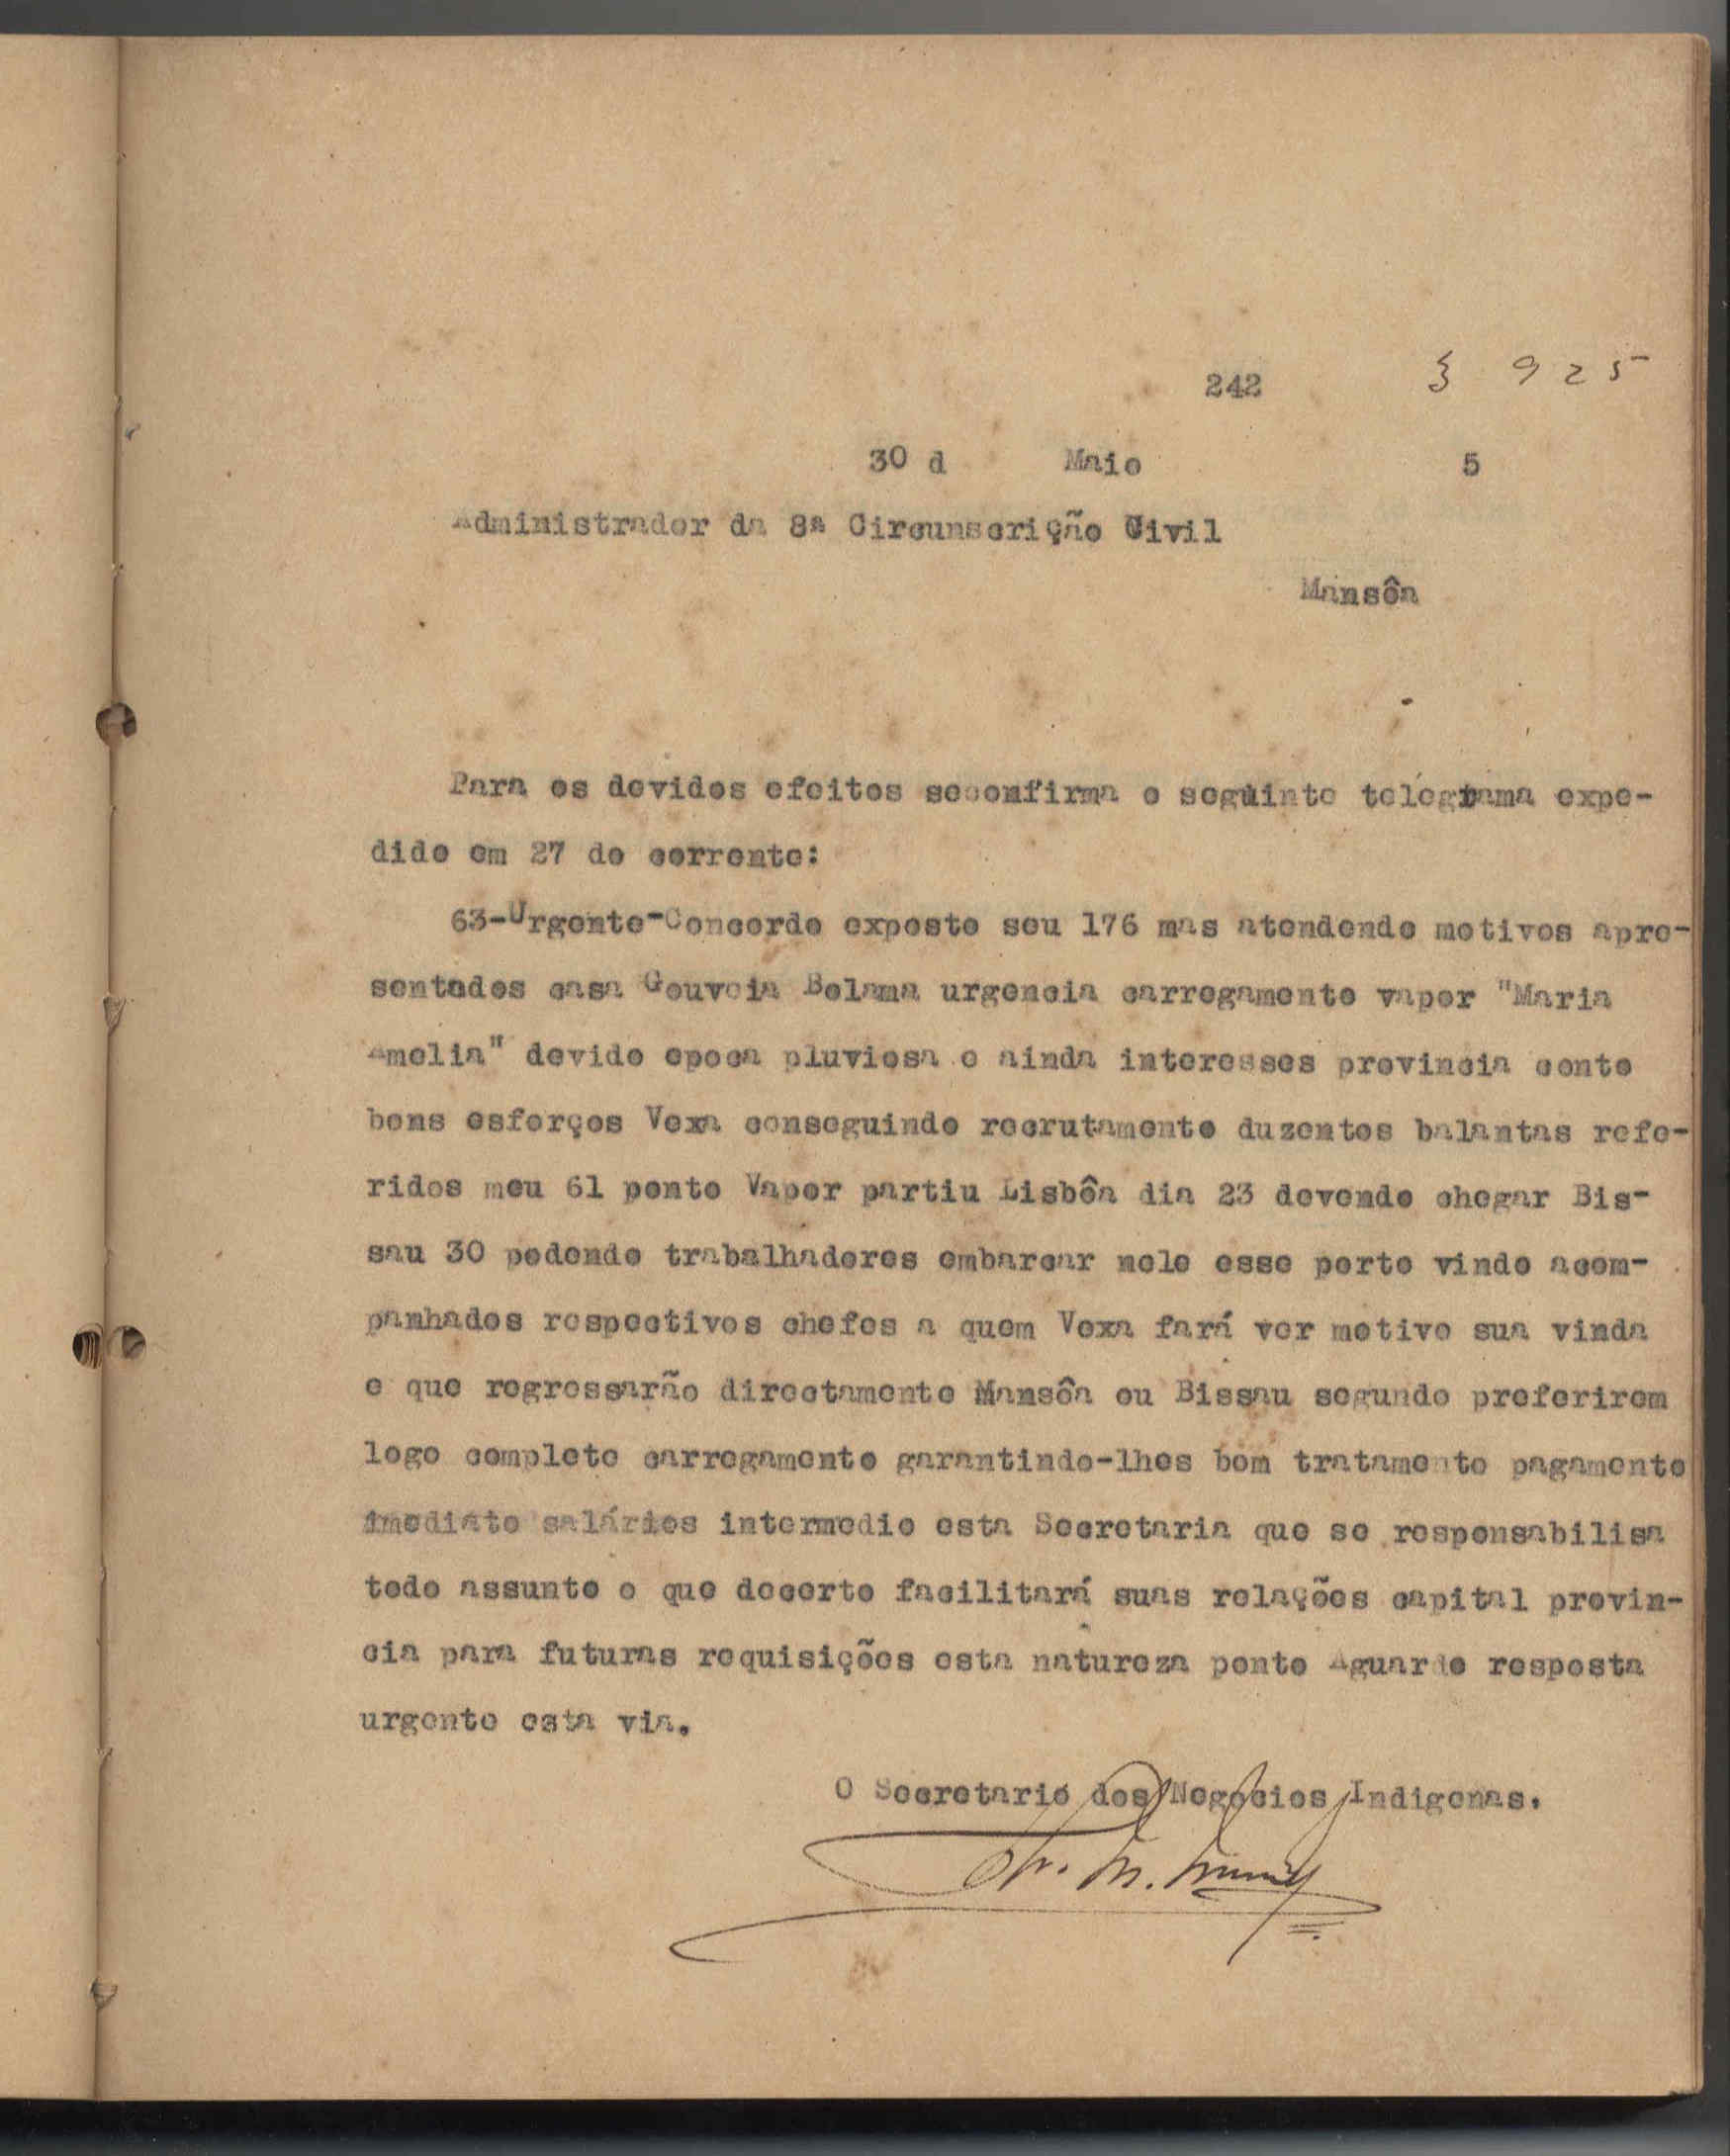 242 3 925
30 d Maio 5
Administrador da 8ª Circunscrição Civil
Mansôa
Para os devidos efeitos seconfirma o seguinte telégrama expe-
dido em 27 do corrente:
63-Urgente-Concordo exposto seu 176 mas atendendo motivos apre-
sentados casa Gouveia Bolama urgencia carregamento vapor "Maria
Amelia" devido epoca pluviosa e ainda interesses provincia conto
bons esforços Vexa conseguindo recrutamento duzentos balantas refe-
ridos meu 61 ponto Vapor partiu Lisbôa dia 23 devendo chegar Bis-
sau 30 podendo trabalhadores embarcar nele esse porto vindo acom-
panhados respectivos chefes a quem Vexa fará ver motivo sua vinda
e que regressarão directamente Mansôa ou Bissau segundo preferirem
logo completo carregamento garantindo-lhes bom tratamento pagamento
imediato salários intermedio esta Secretaria que se responsabilisa
todo assunto o que decerto facilitará suas relações capital provin-
cia para futuras requisições esta natureza ponto Aguardo resposta
urgente esta via.
O Secretario dos Negocios Indigenas.